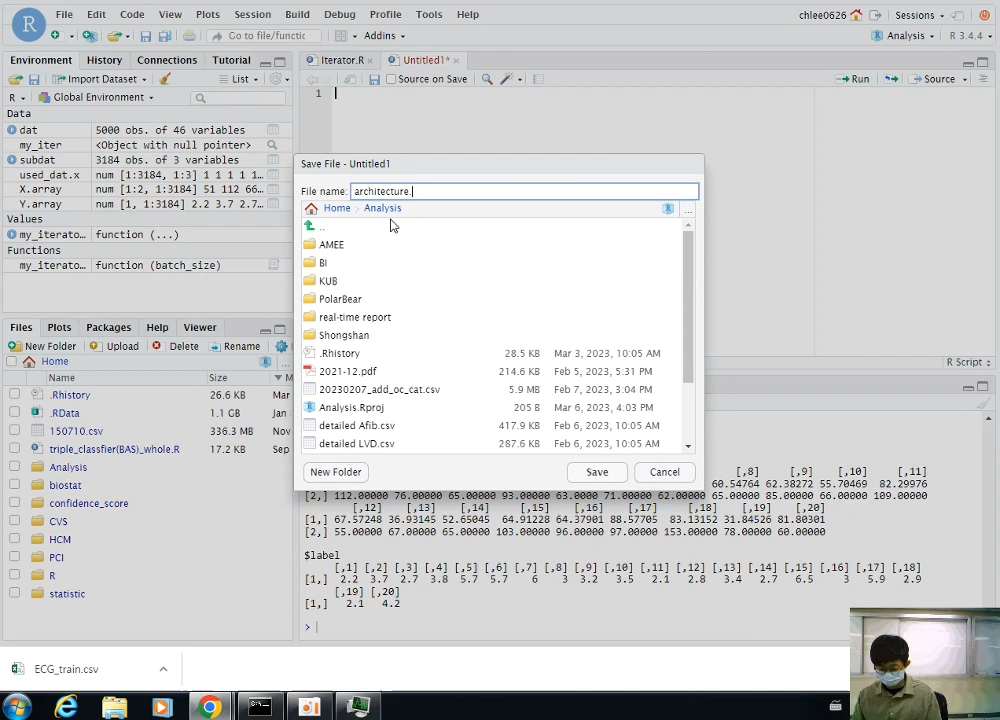 R File Edit Code View Plots Session Build Debug Profile Tools Help chlee0626 Sessions
Go to file/functic Addins Analysis R 3.4.4
Environment History Connections Tutorial
Import Dataset List
R Global Environment
Data
dat 5000 obs. of 46 variables
my_iter <Object with null pointer>
subdat 3184 obs. of 3 variables
used_dat.x num [1:3184, 1:3] 1 1 1 1…
X.array num [1:2, 1:3184] 51 112 66…
Y.array num [1, 1:3184] 2.2 3.7 2.7…
Values
my_iterato… function (...)
Functions
my_iterato… function (batch_size)
Iterator.R × Untitled1* ×
Source on Save Run Source
1
R Script
Files Plots Packages Help Viewer
New Folder Upload Delete Rename
Home
Name Size M
.Rhistory 26.6 KB Mar
.RData 1.1 GB Jan
150710.csv 336.3 MB Nov
triple_classfier(BAS)_whole.R 17.2 KB Sep
Analysis
biostat
confidence_score
CVS
HCM
PCI
R
statistic
Save File - Untitled1
File name: architecture.
Home Analysis
..
AMEE
BI
KUB
PolarBear
real-time report
Shongshan
.Rhistory 28.5 KB Mar 3, 2023, 10:05 AM
2021-12.pdf 214.6 KB Feb 5, 2023, 5:31 PM
20230207_add_oc_cat.csv 5.9 MB Feb 7, 2023, 3:04 PM
Analysis.Rproj 205 B Mar 6, 2023, 4:03 PM
detailed Afib.csv 417.9 KB Feb 6, 2023, 10:05 AM
detailed LVD.csv 287.6 KB Feb 6, 2023, 10:05 AM
New Folder Save Cancel
[,8] [,9] [,10] [,11]
60.54764 62.38272 55.70469 82.29976
[2,] 112.00000 76.00000 65.00000 93.00000 63.0000 71.00000 62.00000 65.00000 85.00000 66.00000 109.00000
[,12] [,13] [,14] [,15] [,16] [,17] [,18] [,19] [,20]
[1,] 67.57248 36.93145 52.65045 64.91228 64.37901 88.57705 83.13152 31.84526 81.80301
[2,] 55.00000 67.00000 65.00000 103.00000 96.00000 97.00000 153.00000 78.00000 60.00000
$label
[,1] [,2] [,3] [,4] [,5] [,6] [,7] [,8] [,9] [,10] [,11] [,12] [,13] [,14] [,15] [,16] [,17] [,18]
[1,] 2.2 3.7 2.7 3.8 5.7 5.7 6 3 3.2 3.5 2.1 2.8 3.4 2.7 6.5 3 5.9 2.9
[,19] [,20]
[1,] 2.1 4.2
>
ECG_train.csv